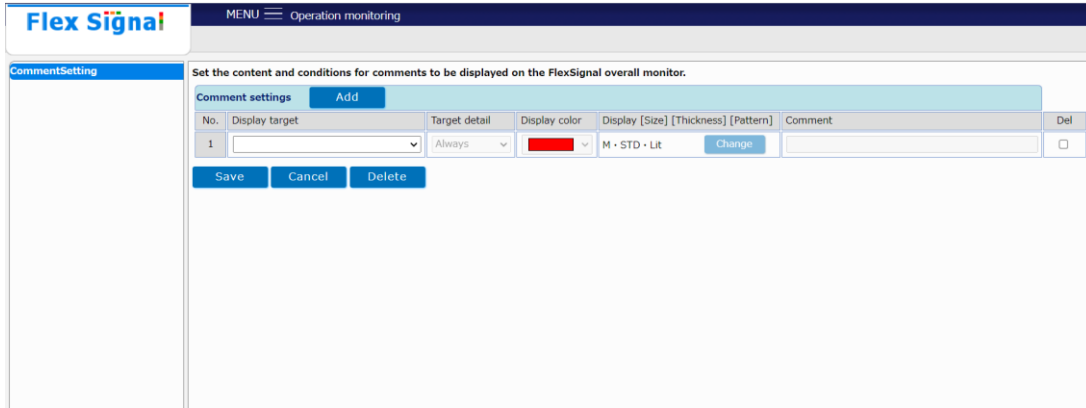 Flex Signal
MENU Operation monitoring
CommentSetting
Set the content and conditions for comments to be displayed on the FlexSignal overall monitor.
Comment settings Add
No. Display target Target detail Display color Display [Size] [Thickness] [Pattern] Comment Del
1 Always M・STD・Lit Change
Save Cancel Delete